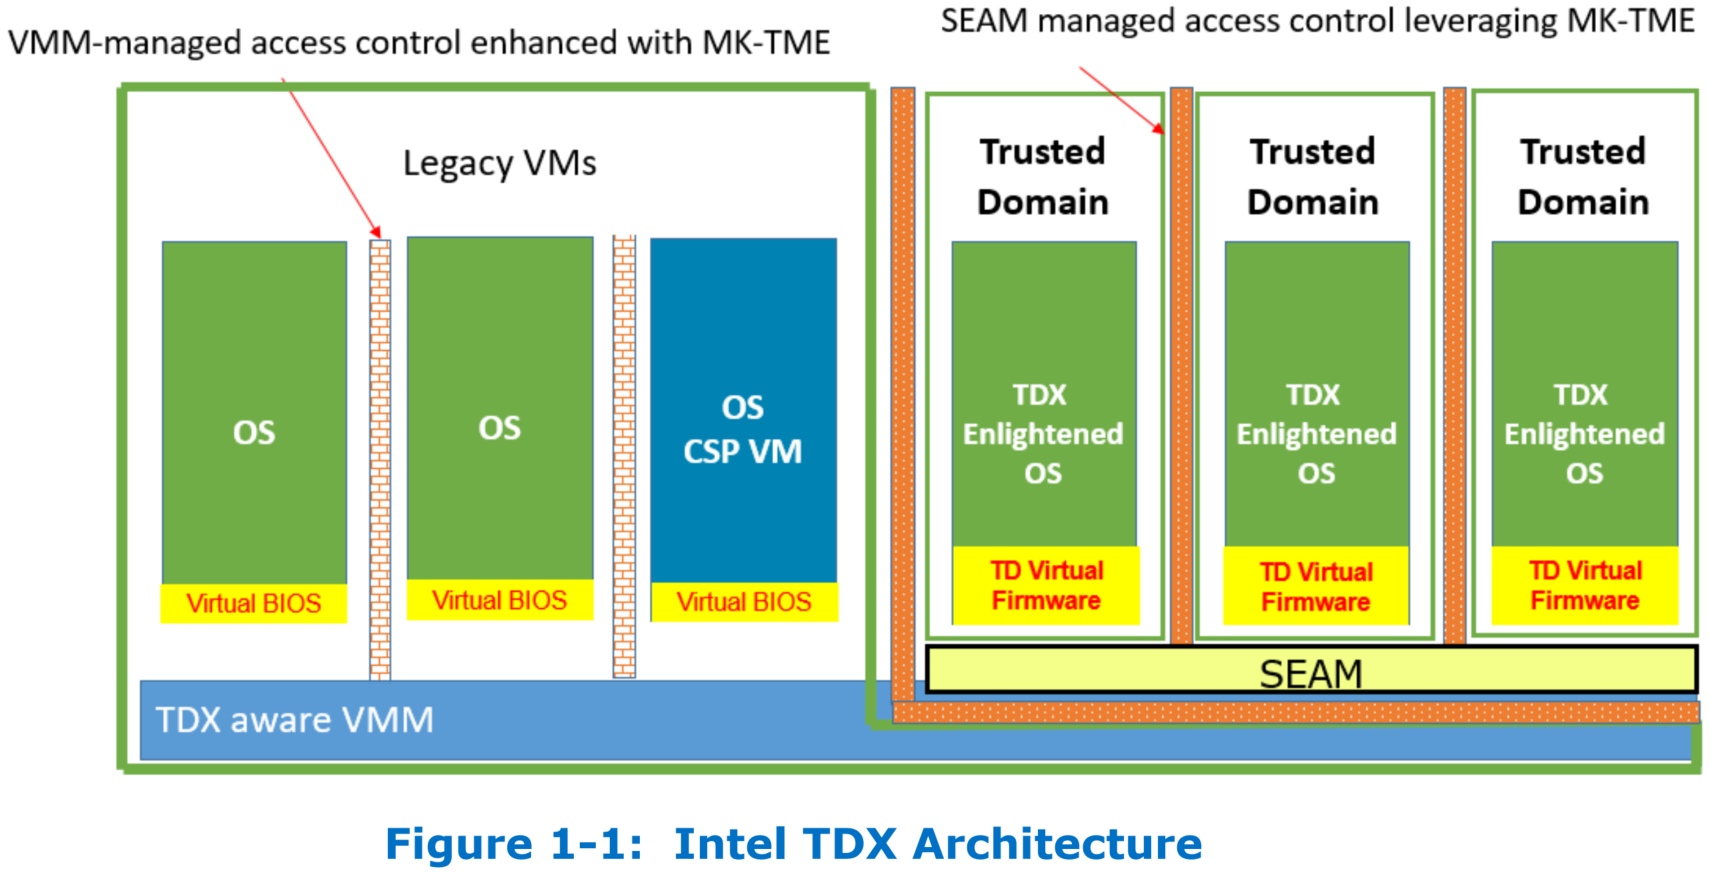 VMM-managed access control enhanced with MK-TME
SEAM managed access control leveraging MK-TME
Legacy VMs
OS
Virtual BIOS
OS
Virtual BIOS
OS
CSP VM
Virtual BIOS
Trusted
Domain
TDX
Enlightened
OS
TD Virtual
Firmware
Trusted
Domain
TDX
Enlightened
OS
TD Virtual
Firmware
Trusted
Domain
TDX
Enlightened
OS
TD Virtual
Firmware
SEAM
TDX aware VMM
Figure 1-1: Intel TDX Architecture